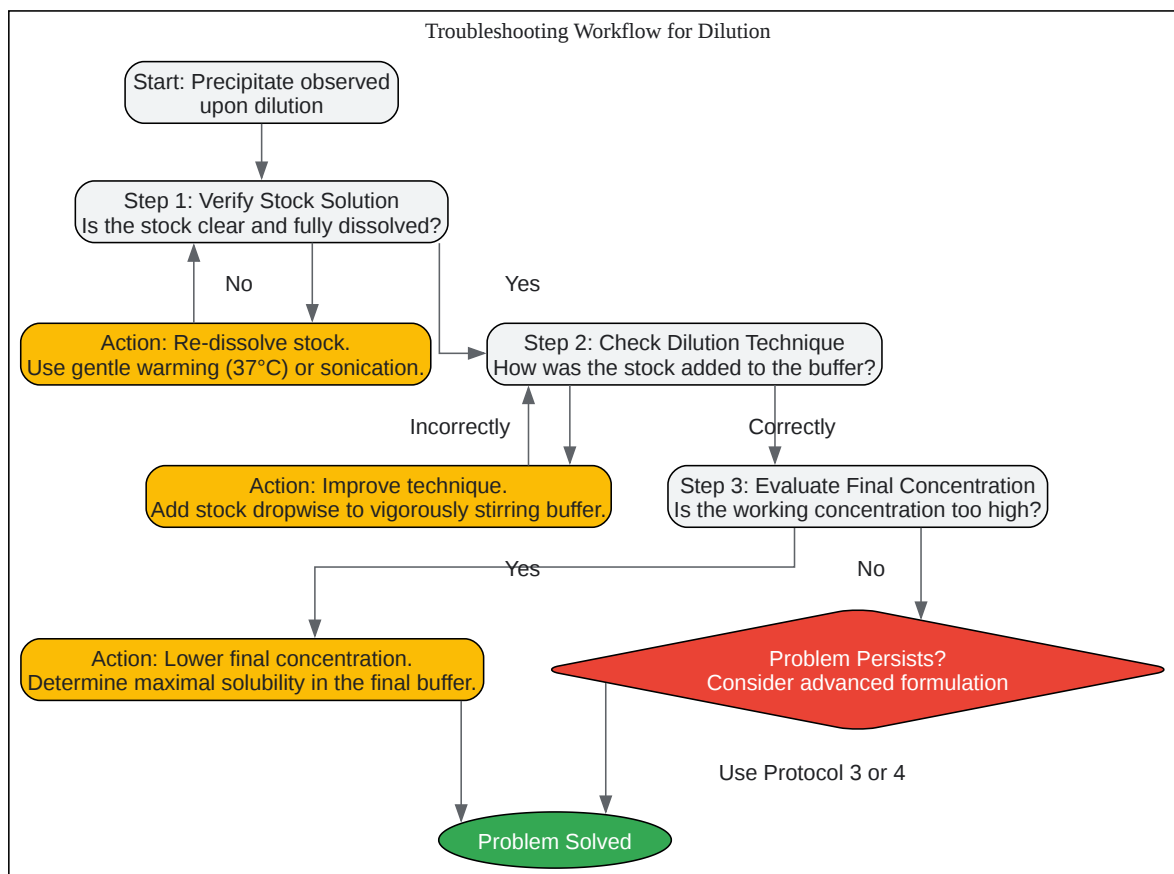 Troubleshooting Workflow for Dilution
Start: Precipitate observed
upon dilution
Step 1: Verify Stock Solution
Is the stock clear and fully dissolved?
No
Yes
Action: Re-dissolve stock.
Use gentle warming (37°C) or sonication.
Step 2: Check Dilution Technique
How was the stock added to the buffer?
Incorrectly
Correctly
Action: Improve technique.
Add stock dropwise to vigorously stirring buffer.
Step 3: Evaluate Final Concentration
Is the working concentration too high?
Yes
No
Action: Lower final concentration.
Determine maximal solubility in the final buffer.
Problem Persists?
Consider advanced formulation
Use Protocol 3 or 4
Problem Solved